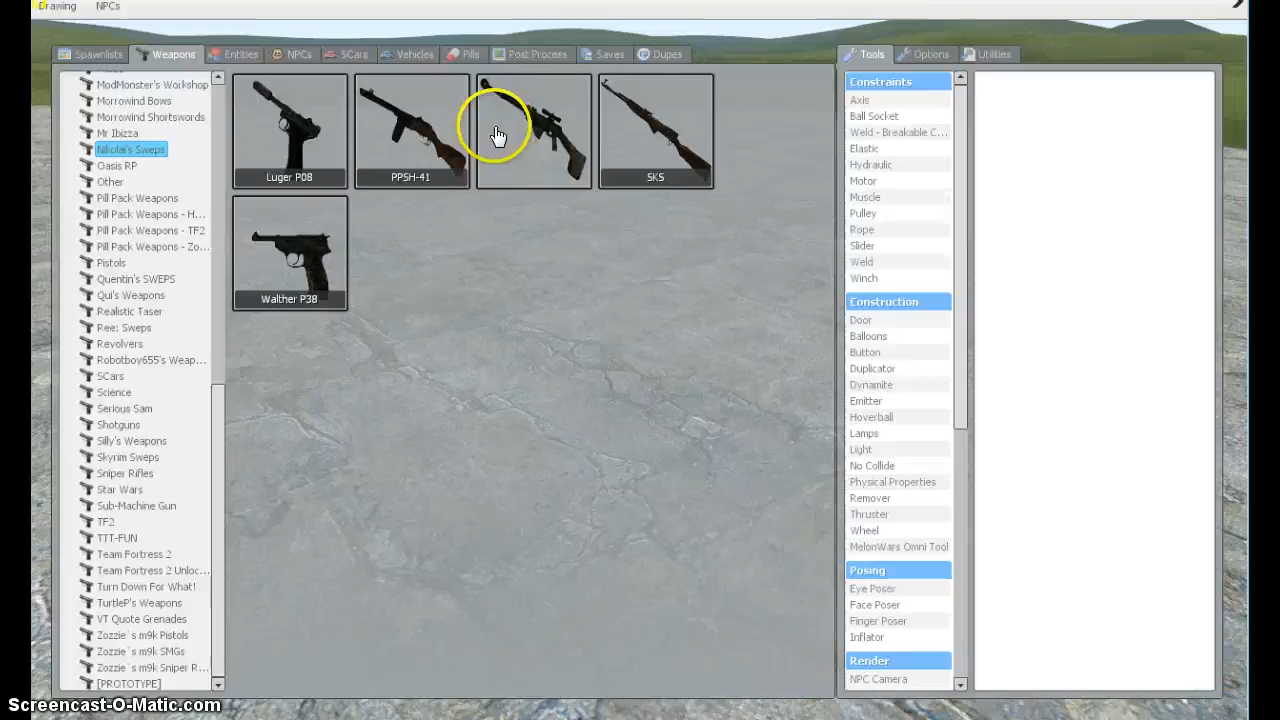 Drawing NPCs
Spawnlists Weapons Entities NPCs SCars Vehicles Pills Post Process Saves Dupes
Tools Options Utilities
ModMonster's Workshop
Morrowind Bows
Morrowind Shortswords
Mr Ibizza
Nikolai's Sweps
Oasis RP
Other
Pill Pack Weapons
Pill Pack Weapons - H...
Pill Pack Weapons - TF2
Pill Pack Weapons - Zo...
Pistols
Quentin's SWEPS
Qui's Weapons
Realistic Taser
Ree: Sweps
Revolvers
Robotboy655's Weap...
SCars
Science
Serious Sam
Shotguns
Silly's Weapons
Skyrim Sweps
Sniper Rifles
Star Wars
Sub-Machine Gun
TF2
TTT-FUN
Team Fortress 2
Team Fortress 2 Unloc...
Turn Down For What!
TurtleP's Weapons
VT Quote Grenades
Zozzie`s m9k Pistols
Zozzie`s m9k SMGs
Zozzie`s m9k Sniper R...
[PROTOTYPE]
Luger P08
PPSH-41
SKS
Walther P38
Constraints
Axis
Ball Socket
Weld - Breakable C...
Elastic
Hydraulic
Motor
Muscle
Pulley
Rope
Slider
Weld
Winch
Construction
Door
Balloons
Button
Duplicator
Dynamite
Emitter
Hoverball
Lamps
Light
No Collide
Physical Properties
Remover
Thruster
Wheel
MelonWars Omni Tool
Posing
Eye Poser
Face Poser
Finger Poser
Inflator
Render
NPC Camera
Screencast-O-Matic.com